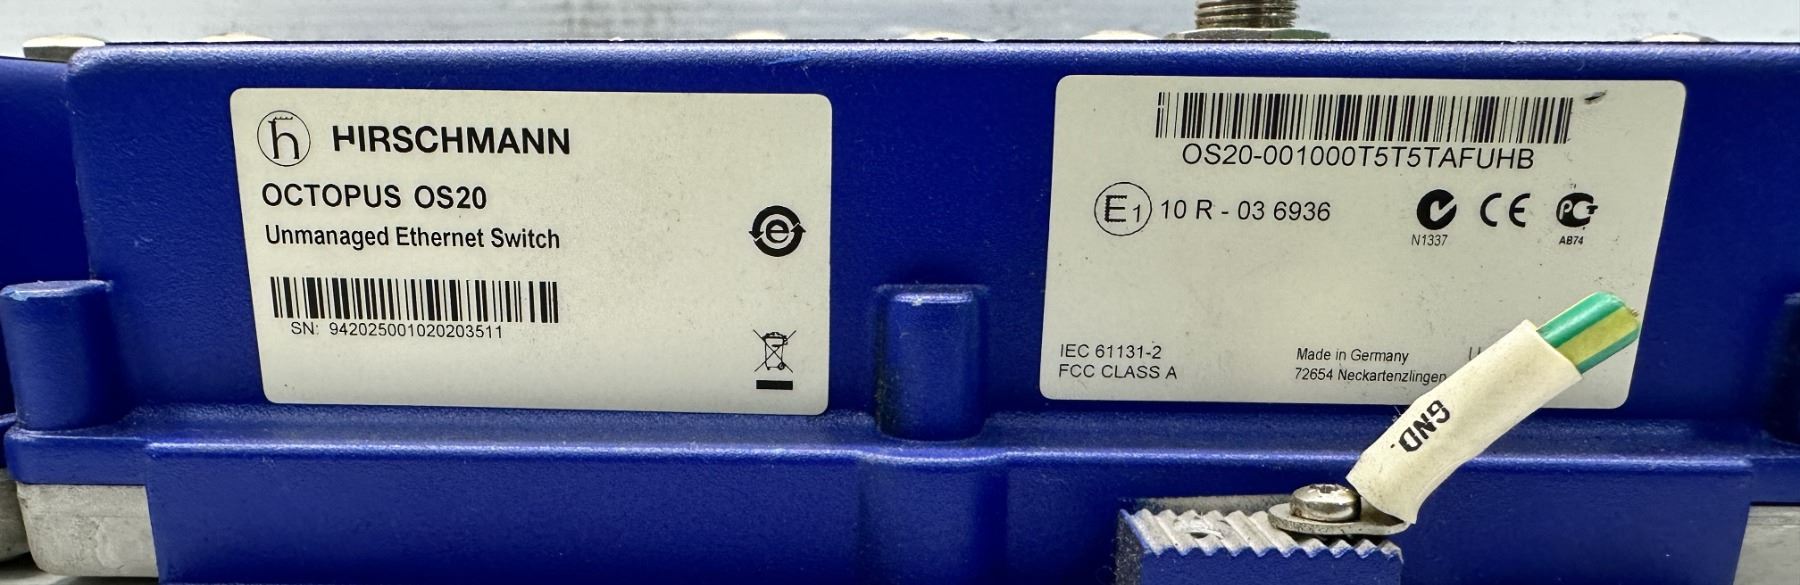 HIRSCHMANN
OCTOPUS OS20
Unmanaged Ethernet Switch
SN: 942025001020203511
OS20-001000T5T5TAFUHB
E1 10 R - 03 6936
N1337
CE
AB74
IEC 61131-2
FCC CLASS A
Made in Germany
72654 Neckartenzlingen
GND.